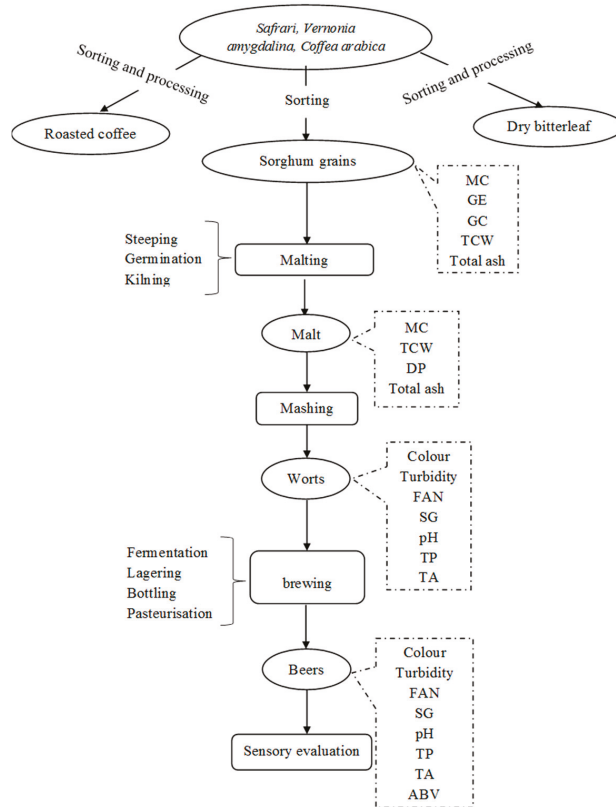 Safrari, Vernonia
amygdalina, Coffea arabica
Sorting and processing
Sorting
Sorting and processing
Roasted coffee
Dry bitterleaf
Sorghum grains
MC
GE
GC
TCW
Total ash
Steeping
Germination
Kilning
Malting
Malt
MC
TCW
DP
Total ash
Mashing
Worts
Colour
Turbidity
FAN
SG
pH
TP
TA
Fermentation
Lagering
Bottling
Pasteurisation
brewing
Beers
Colour
Turbidity
FAN
SG
pH
TP
TA
ABV
Sensory evaluation